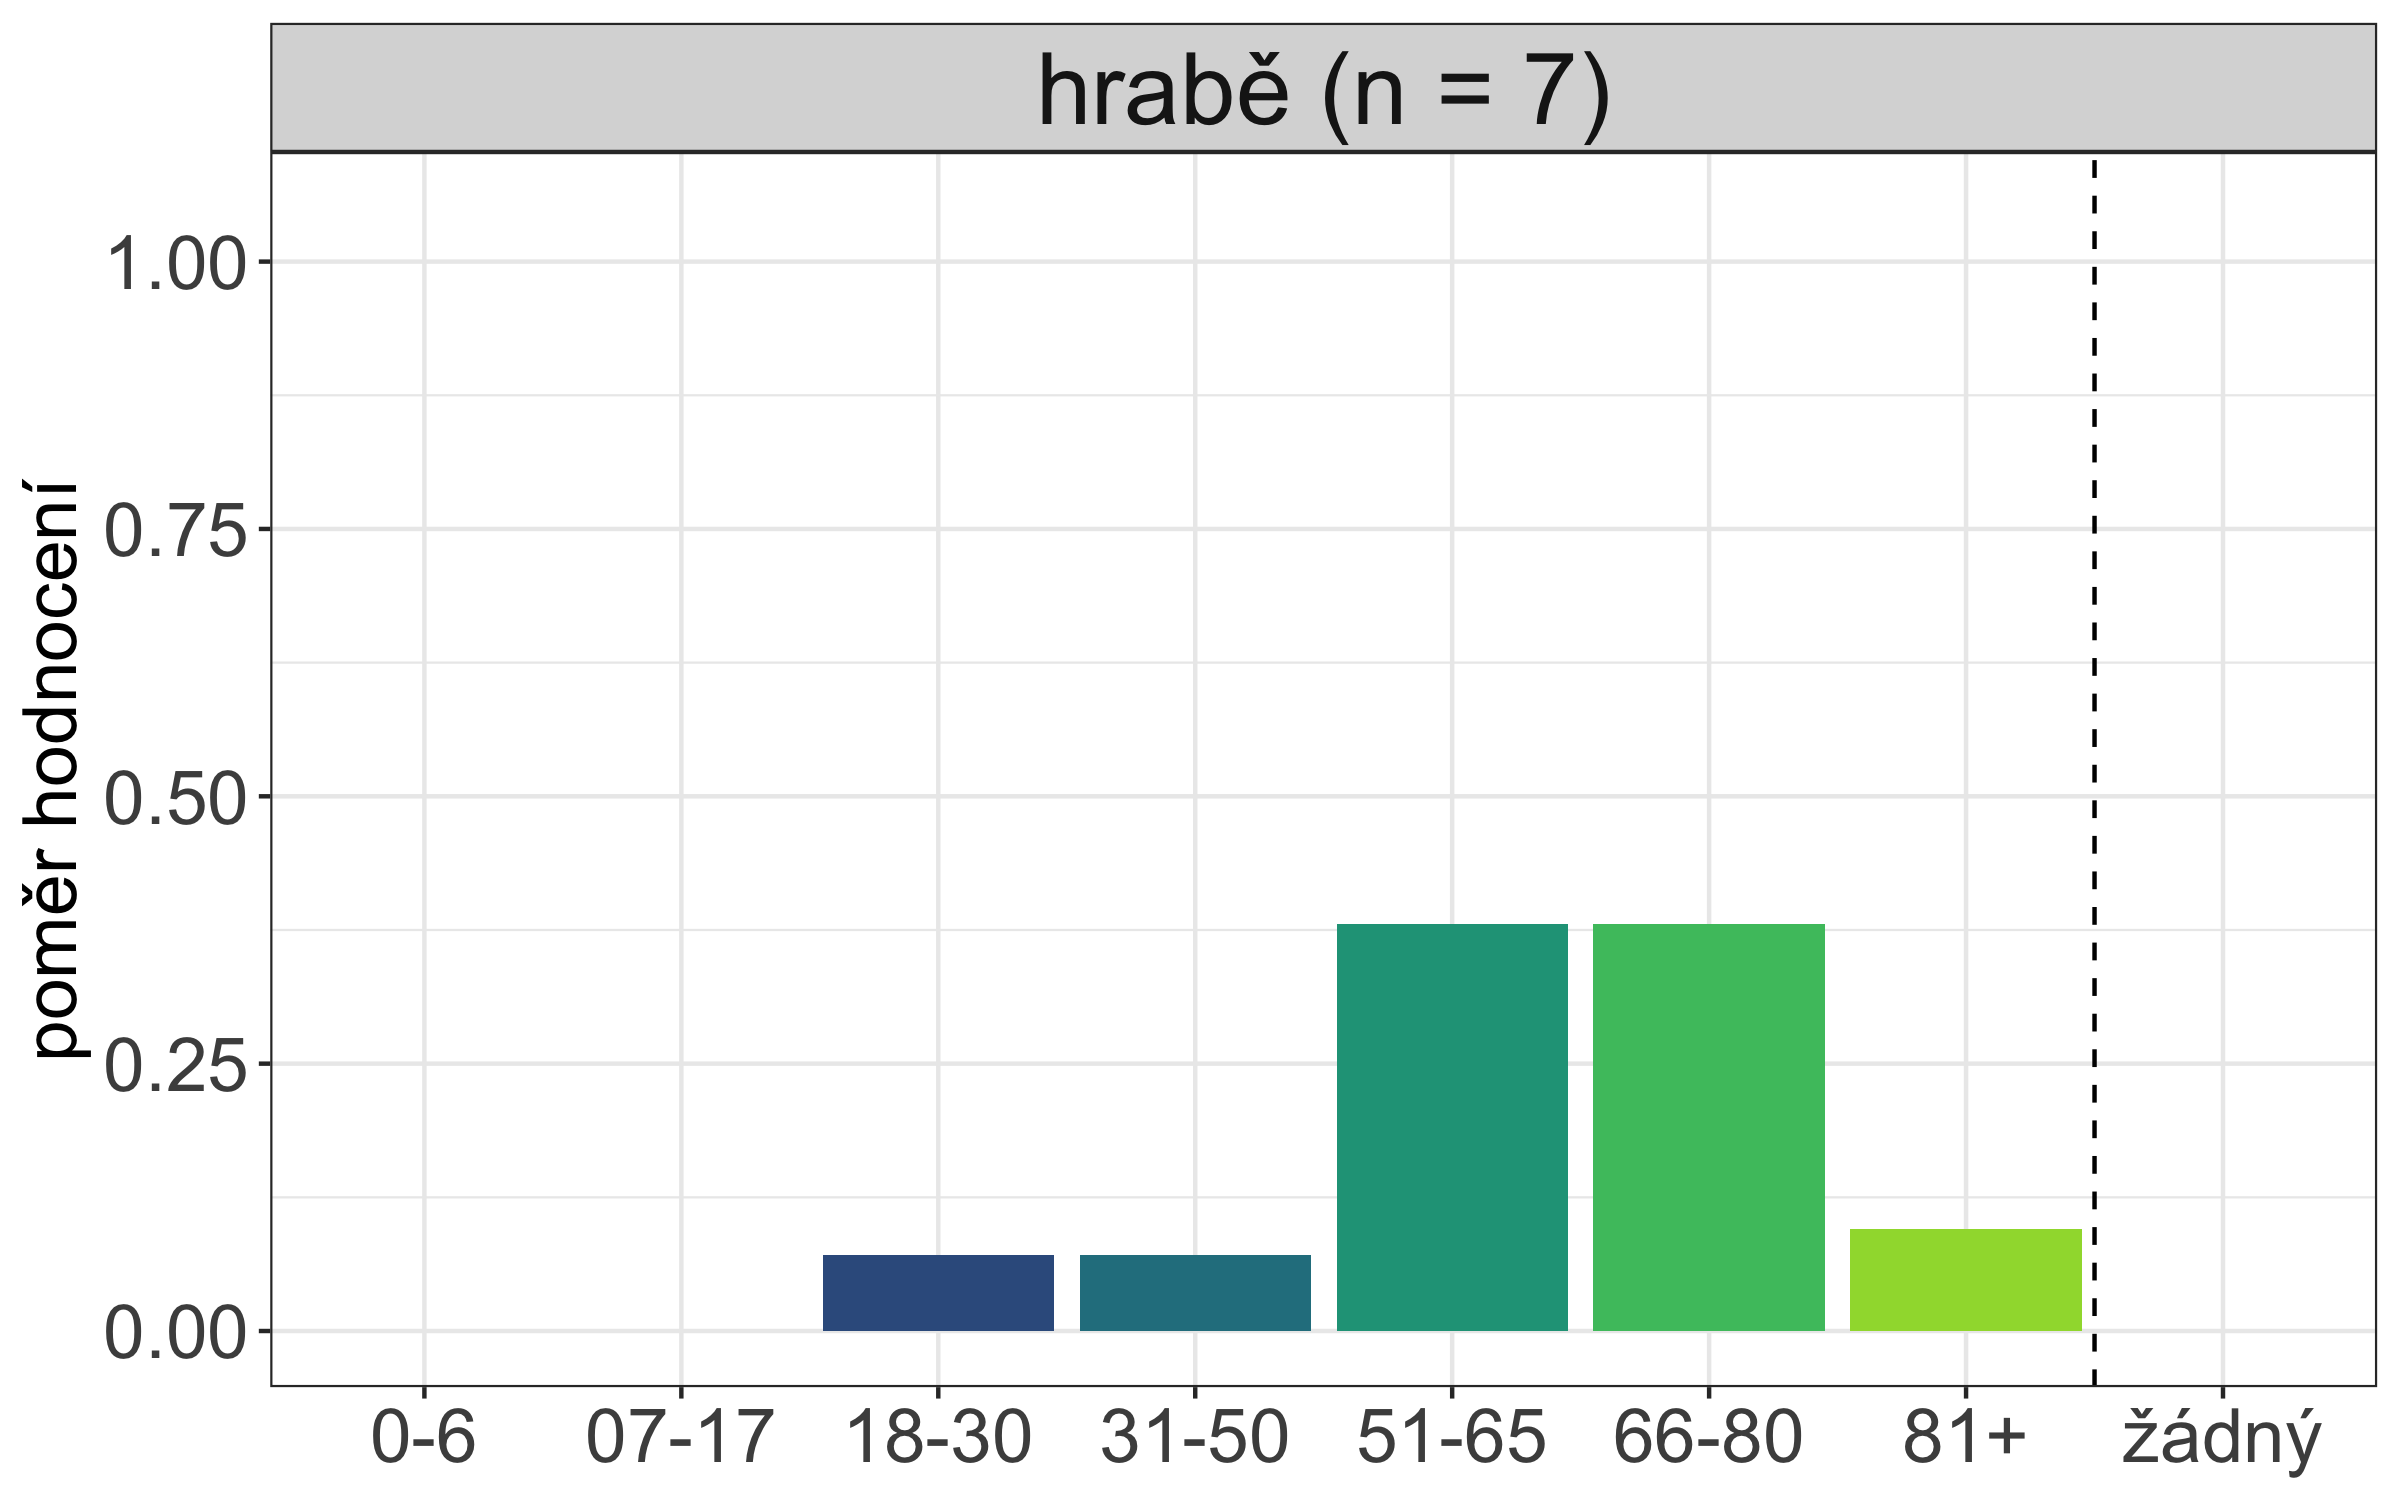 hrabě (n = 7)
poměr hodnocení
1.00
0.75
0.50
0.25
0.00
0-6 07-17 18-30 31-50 51-65 66-80 81+ žádný